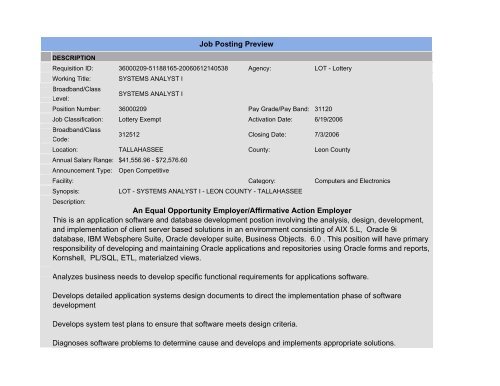 Job Posting Preview
DESCRIPTION
Requisition ID: 36000209-51188165-20060612140538 Agency: LOT - Lottery
Working Title: SYSTEMS ANALYST I
Broadband/Class
Level:
SYSTEMS ANALYST I
Position Number: 36000209 Pay Grade/Pay Band: 31120
Job Classification: Lottery Exempt Activation Date: 6/19/2006
Broadband/Class
Code:
312512 Closing Date: 7/3/2006
Location: TALLAHASSEE County: Leon County
Annual Salary Range: $41,556.96 - $72,576.60
Announcement Type: Open Competitive
Facility: Category: Computers and Electronics
Synopsis: LOT - SYSTEMS ANALYST I - LEON COUNTY - TALLAHASSEE
Description:
An Equal Opportunity Employer/Affirmative Action Employer
This is an application software and database development postion involving the analysis, design, development,
and implementation of client server based solutions in an enviromment consisting of AIX 5.L, Oracle 9i
database, IBM Websphere Suite, Oracle developer suite, Business Objects. 6.0 . This position will have primary
responsibility of developing and maintaining Oracle applications and repositories using Oracle forms and reports,
Kornshell, PL/SQL, ETL, materialzed views.
Analyzes business needs to develop specific functional requirements for applications software.
Develops detailed application systems design documents to direct the implementation phase of software
development
Develops system test plans to ensure that software meets design criteria.
Diagnoses software problems to determine cause and develops and implements appropriate solutions.